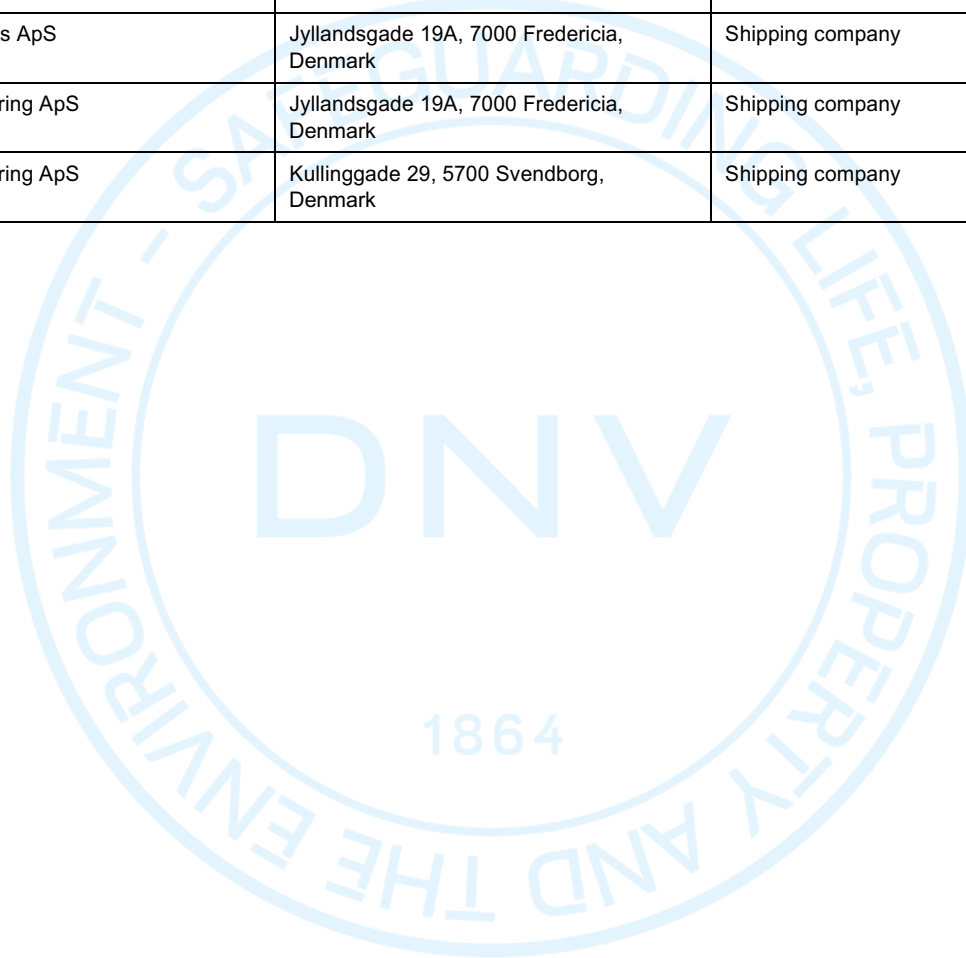 s ApS Jyllandsgade 19A, 7000 Fredericia, Shipping company
Denmark
ring ApS Jyllandsgade 19A, 7000 Fredericia, Shipping company
Denmark
ring ApS Kullinggade 29, 5700 Svendborg, Shipping company
Denmark
SAFEGUARDING LIFE, PROPERTY AND THE ENVIRONMENT -
DNV
1864